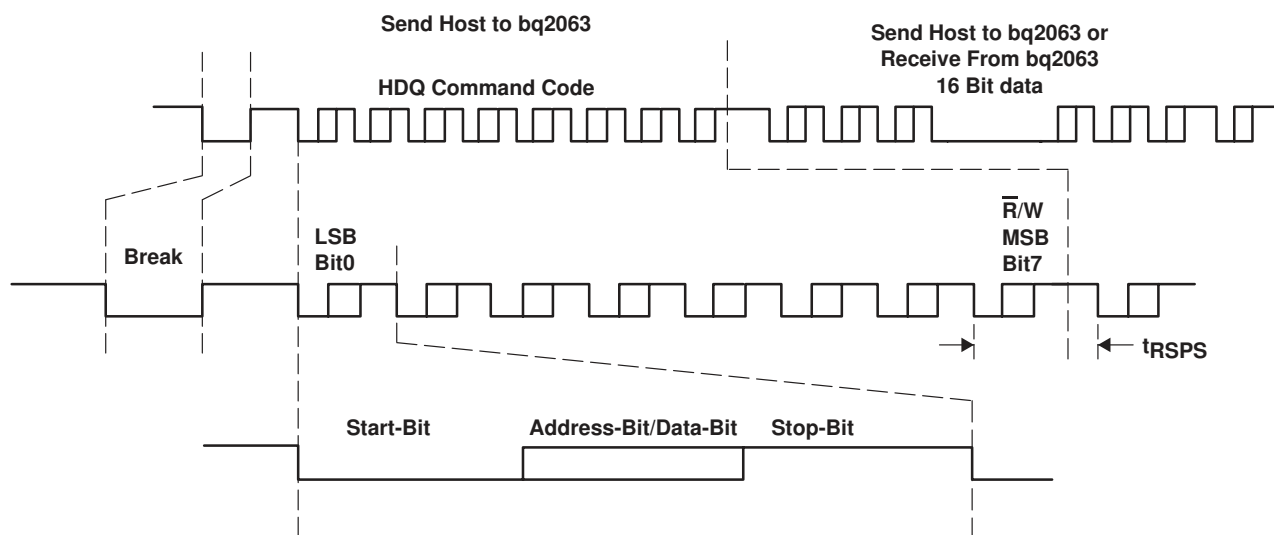 Send Host to bq2063
Send Host to bq2063 or
Receive From bq2063
16 Bit data
HDQ Command Code
R̅/W
MSB
Bit7
LSB
Bit0
Break
tRSPS
Start-Bit
Address-Bit/Data-Bit
Stop-Bit